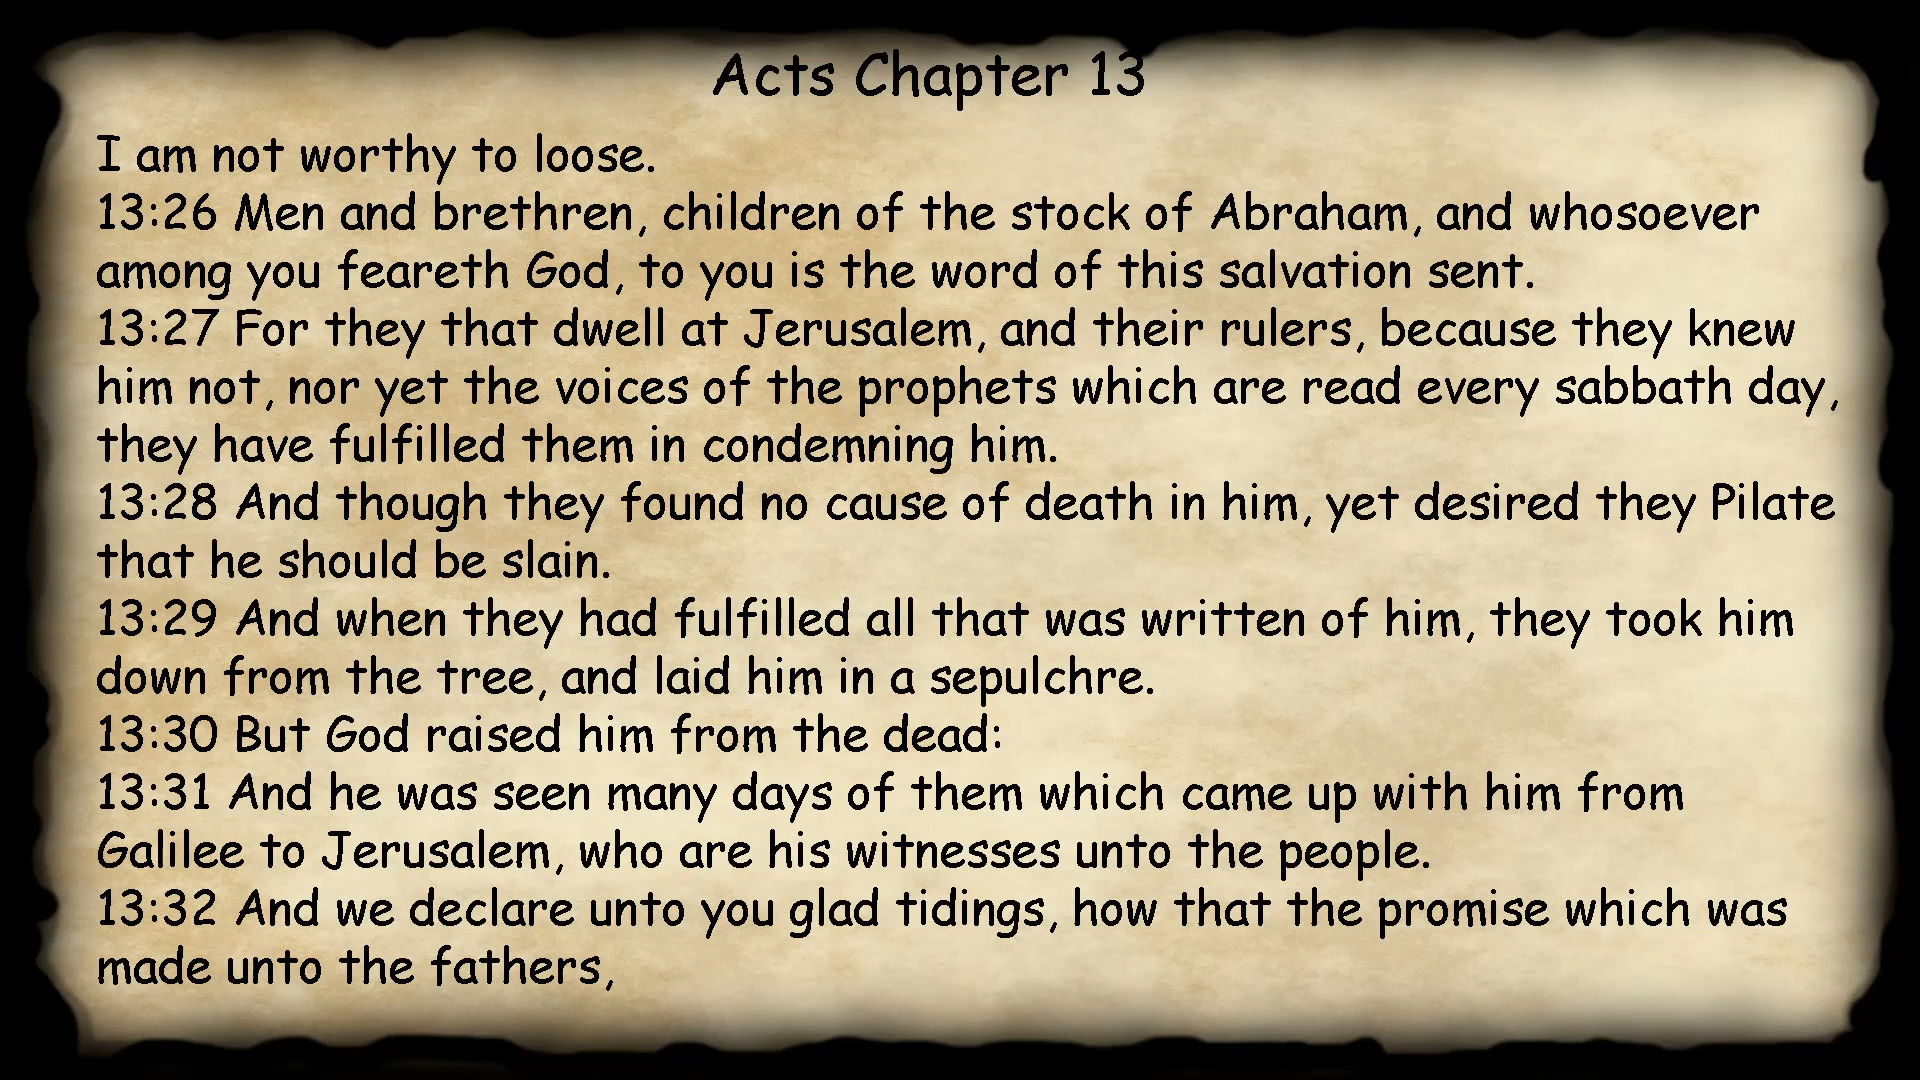 Acts Chapter 13
I am not worthy to loose.
13:26 Men and brethren, children of the stock of Abraham, and whosoever
among you feareth God, to you is the word of this salvation sent.
13:27 For they that dwell at Jerusalem, and their rulers, because they knew
him not, nor yet the voices of the prophets which are read every sabbath day,
they have fulfilled them in condemning him.
13:28 And though they found no cause of death in him, yet desired they Pilate
that he should be slain.
13:29 And when they had fulfilled all that was written of him, they took him
down from the tree, and laid him in a sepulchre.
13:30 But God raised him from the dead:
13:31 And he was seen many days of them which came up with him from
Galilee to Jerusalem, who are his witnesses unto the people.
13:32 And we declare unto you glad tidings, how that the promise which was
made unto the fathers,